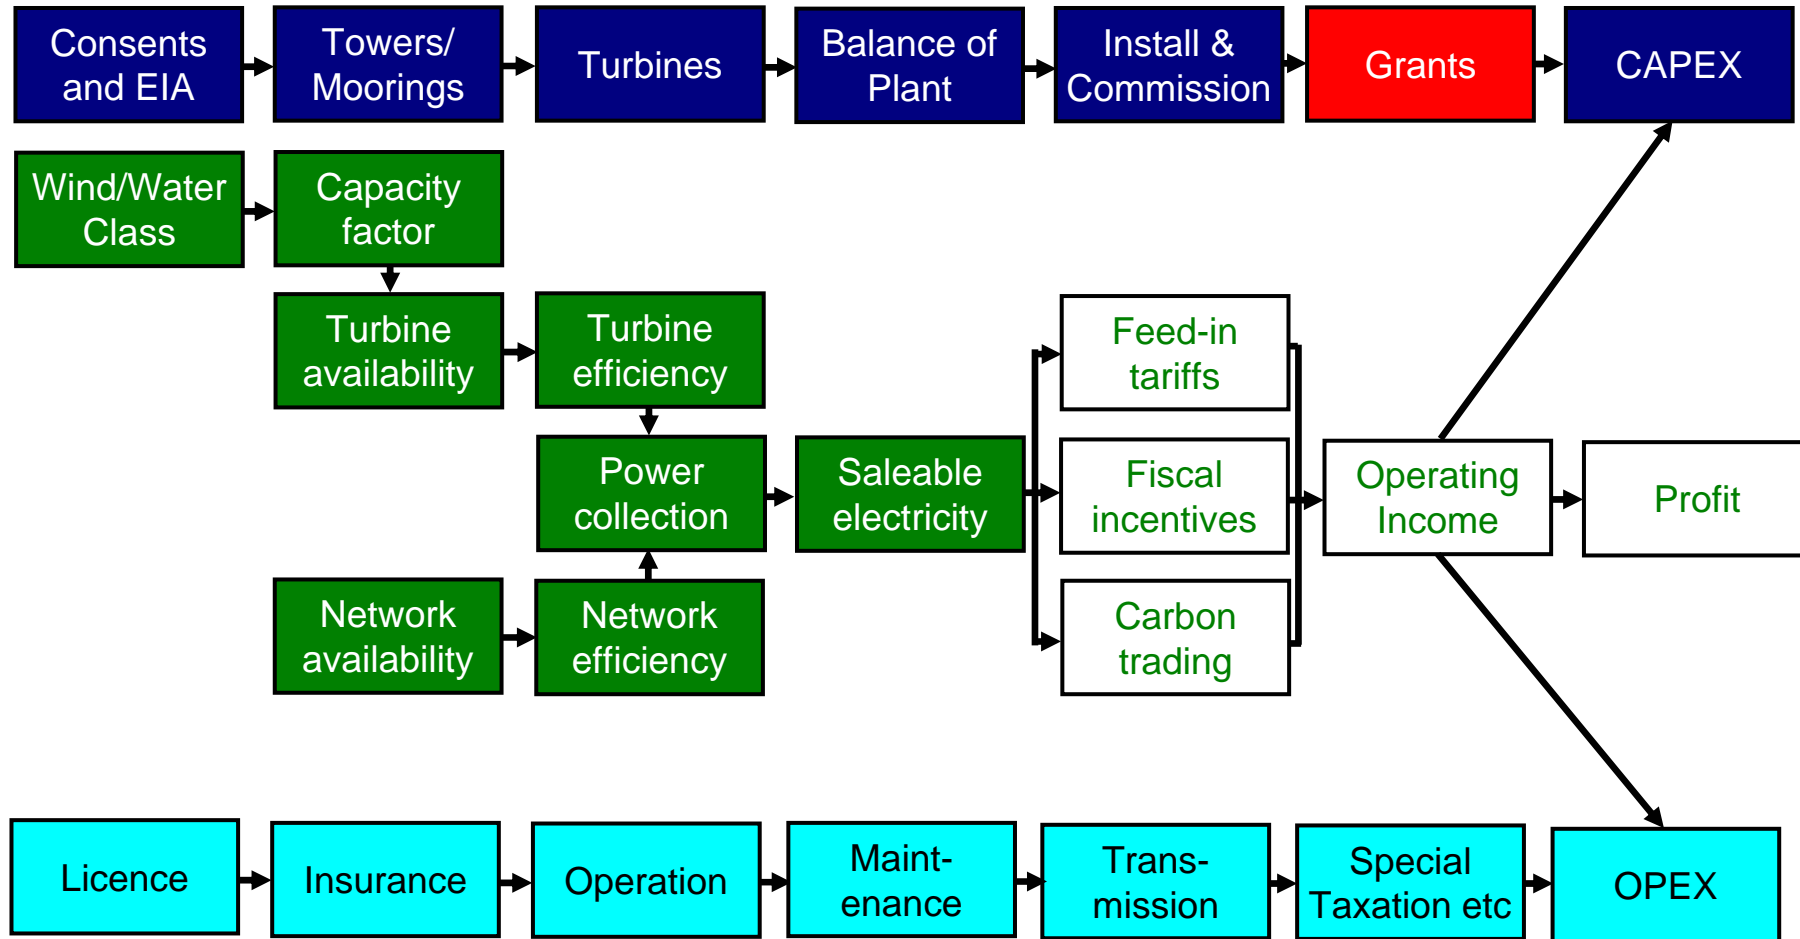 Consents
and EIA
Towers/
Moorings
Turbines
Balance of
Plant
Install &
Commission
Grants
CAPEX
Wind/Water
Class
Capacity
factor
Turbine
availability
Turbine
efficiency
Feed-in
tariffs
Power
collection
Saleable
electricity
Fiscal
incentives
Operating
Income
Profit
Network
availability
Network
efficiency
Carbon
trading
Licence
Insurance
Operation
Maint-
enance
Trans-
mission
Special
Taxation etc
OPEX